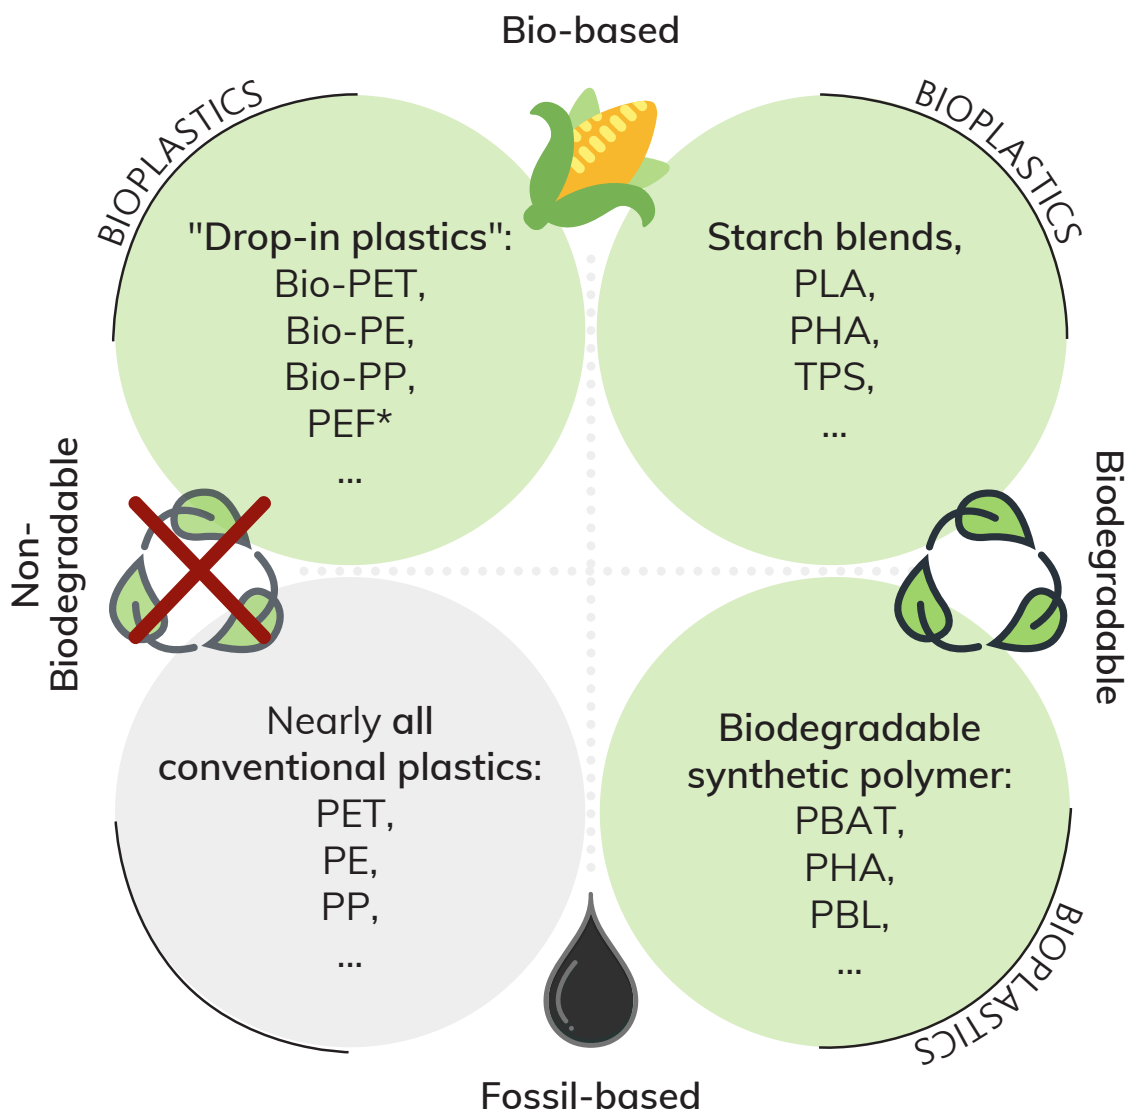 Bio-based
BIOPLASTICS
BIOPLASTICS
"Drop-in plastics":
Bio-PET,
Bio-PE,
Bio-PP,
PEF*
...
Starch blends,
PLA,
PHA,
TPS,
...
Non-
Biodegradable
Biodegradable
Nearly all
conventional plastics:
PET,
PE,
PP,
...
Biodegradable
synthetic polymer:
PBAT,
PHA,
PBL,
...
BIOPLASTICS
Fossil-based